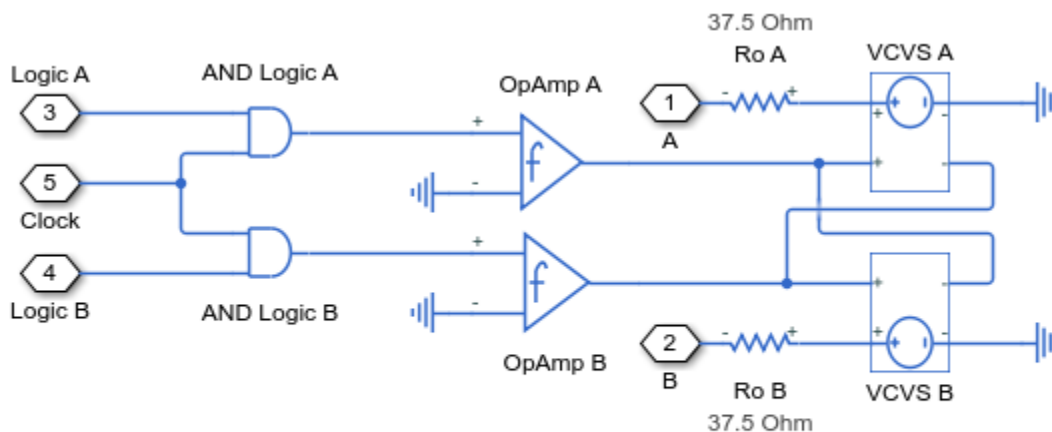 37.5 Ohm
Ro A
VCVS A
Logic A
AND Logic A
OpAmp A
3
1
A
+
-
-
+
+
+
-
+
-
5
Clock
-
+
-
f
4
Logic B
AND Logic B
+
-
f
OpAmp B
2
B
-
+
+
-
+
+
-
Ro B
VCVS B
37.5 Ohm